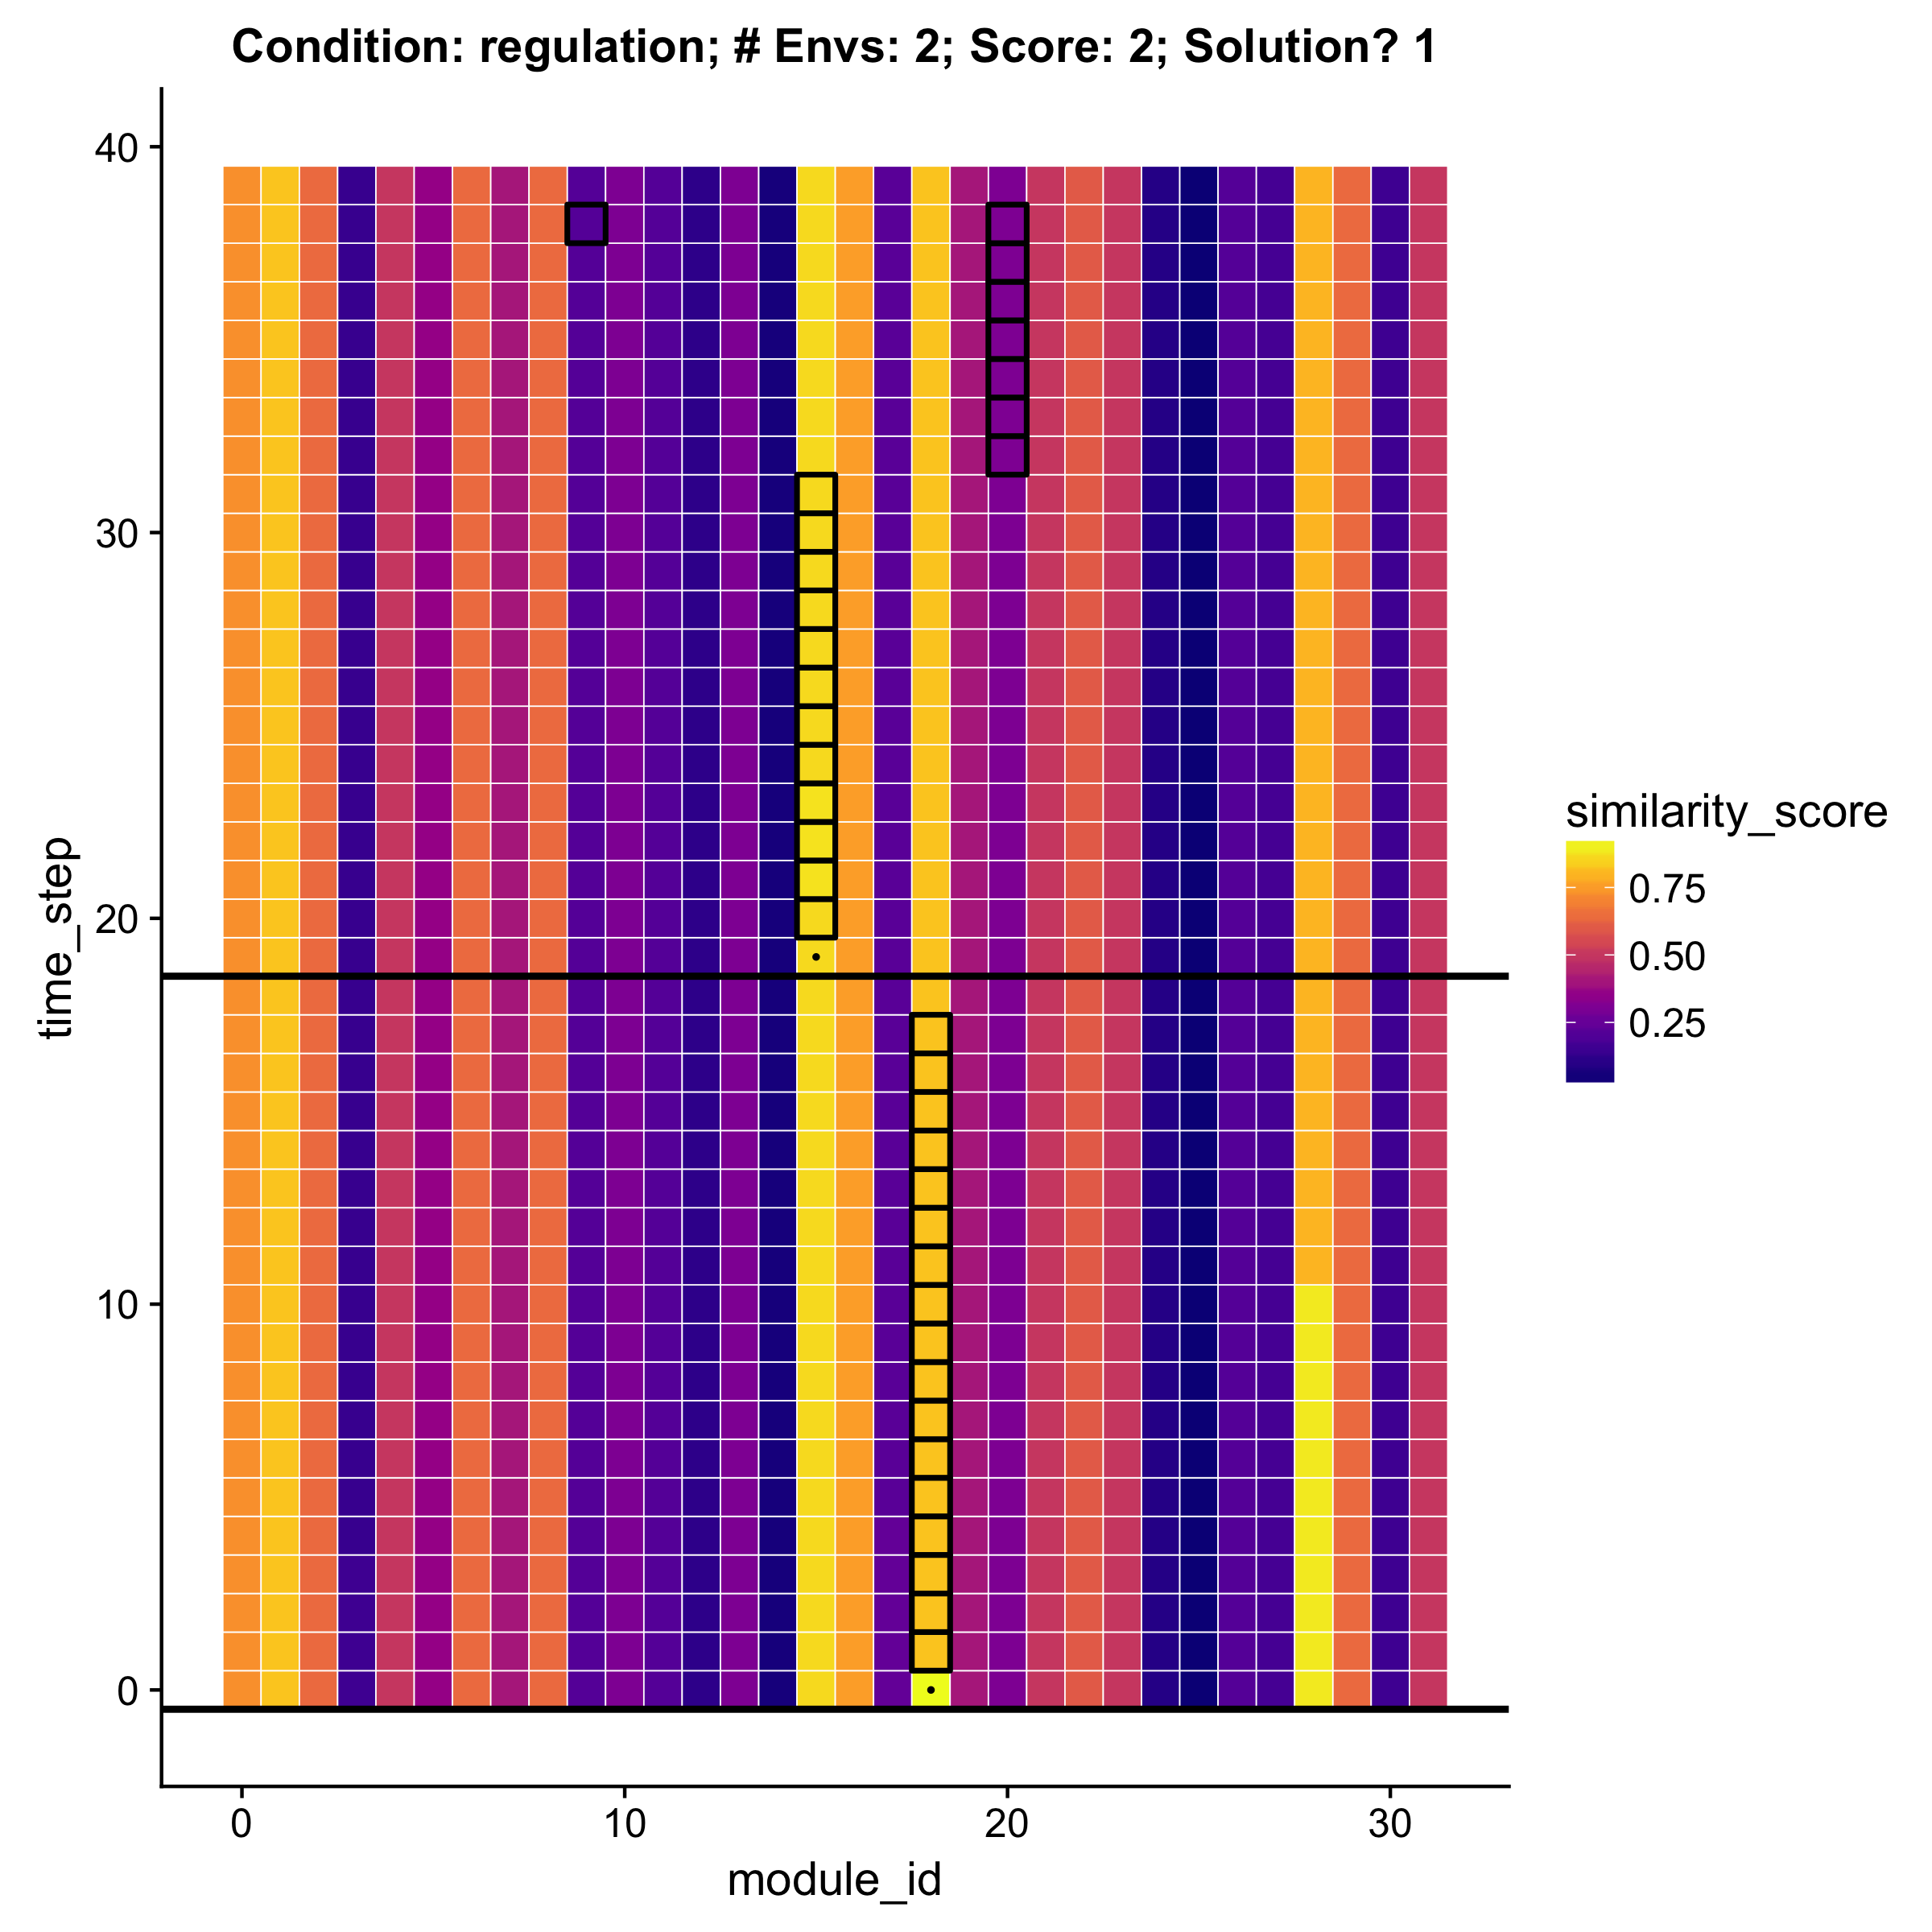 Condition: regulation; # Envs: 2; Score: 2; Solution? 1
40
30
20
10
0
time_step
0 10 20 30
module_id
similarity_score
0.75
0.50
0.25